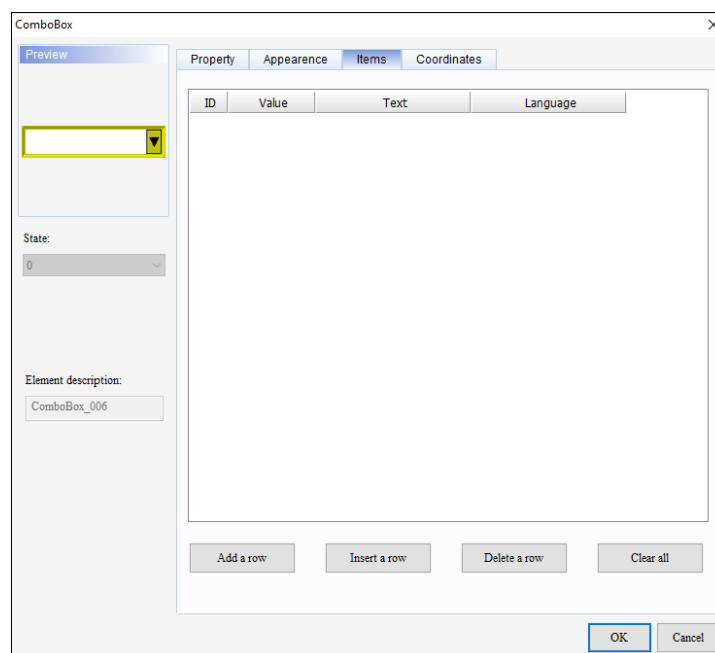 ComboBox
Preview
Property Appearence Items Coordinates
ID Value Text Language
State:
0
Element description:
ComboBox_006
Add a row Insert a row Delete a row Clear all
OK Cancel